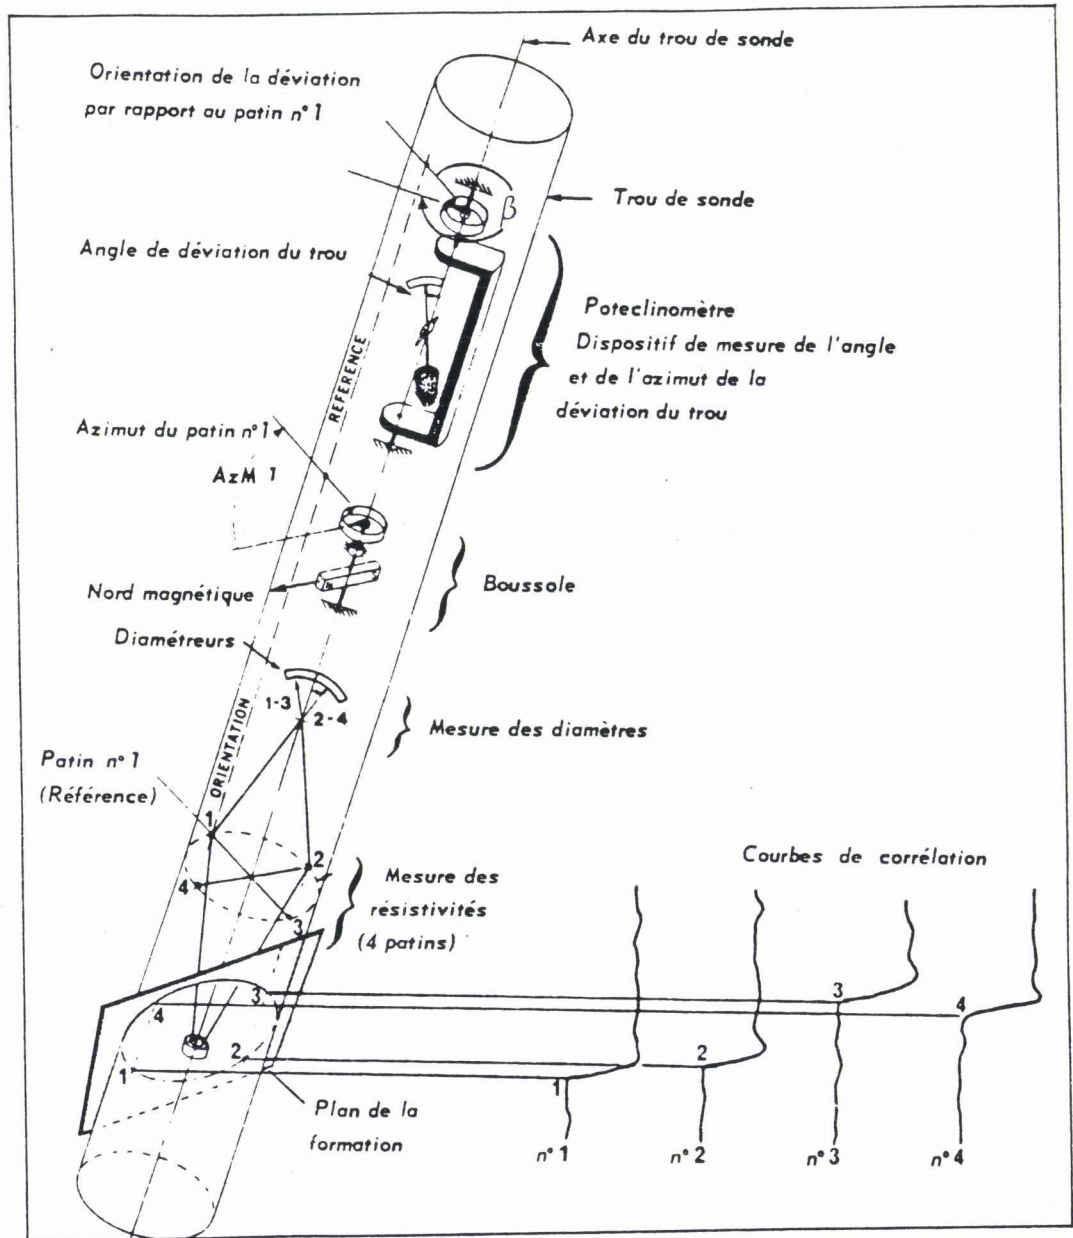 Axe du trou de sonde
Orientation de la déviation
par rapport au patin n° 1
Trou de sonde
β
Angle de déviation du trou
Poteclinomètre
Dispositif de mesure de l'angle
et de l'azimut de la
déviation du trou
RÉFÉRENCE
Azimut du patin n° 1
AzM 1
Nord magnétique
Boussole
Diamétreurs
1-3
2-4
Mesure des diamètres
ORIENTATION
Patin n° 1
(Référence)
1
2
4
3
Mesure des
résistivités
(4 patins)
Courbes de corrélation
3
4
2
1
3
4
2
1
Plan de la
formation
n° 1
n° 2
n° 3
n° 4